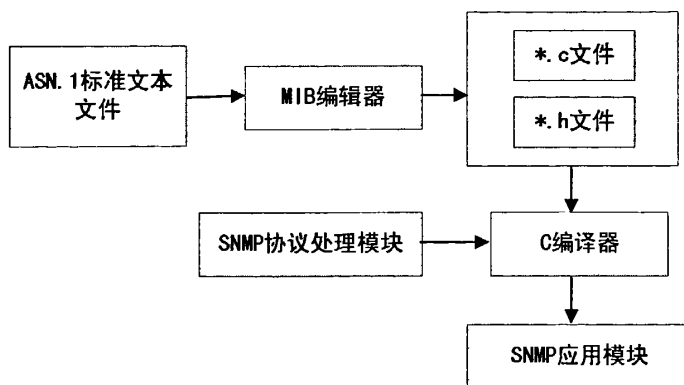 ASN.1标准文本
文件
MIB编辑器
*.c文件
*.h文件
SNMP协议处理模块
C编译器
SNMP应用模块